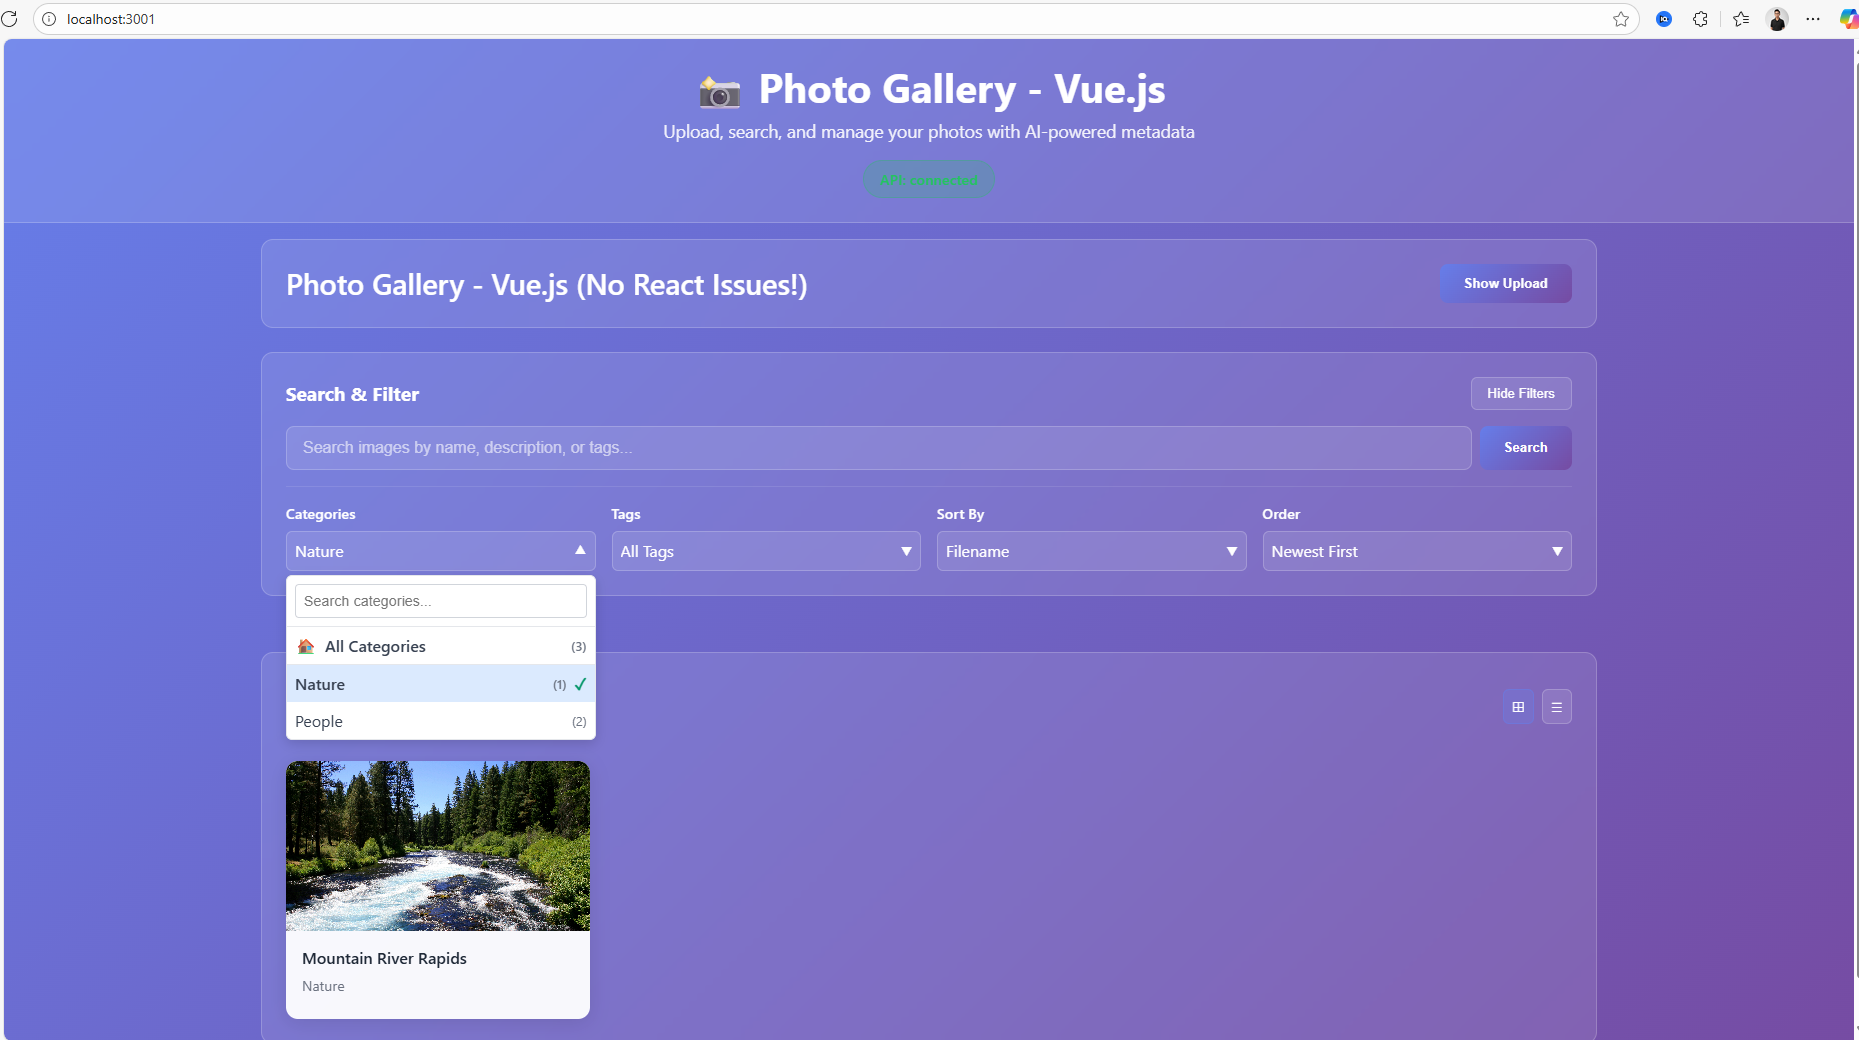 localhost:3001
Photo Gallery - Vue.js
Upload, search, and manage your photos with AI-powered metadata
API: connected
Photo Gallery - Vue.js (No React Issues!)
Show Upload
Search & Filter
Hide Filters
Search images by name, description, or tags...
Search
Categories
Tags
Sort By
Order
Nature
All Tags
Filename
Newest First
Search categories...
All Categories (3)
Nature (1)
People (2)
Mountain River Rapids
Nature